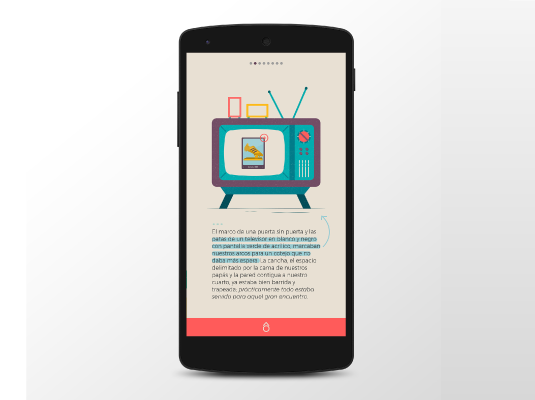 El marco de una puerta sin puerta y las
patas de un televisor en blanco y negro
con pantalla verde de acrílico, marcaban
nuestros arcos para un cotejo que no
daba más espera. La cancha, el espacio
delimitado por la cama de nuestros
papás y la pared contigua a nuestro
cuarto, ya estaba bien barrida y
trapeada, prácticamente todo estaba
servido para aquel gran encuentro.